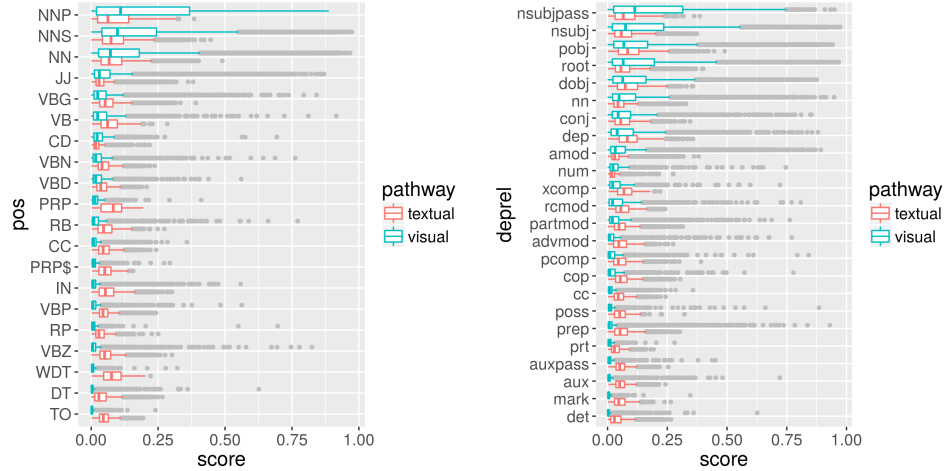 pos
NNP
NNS
NN
JJ
VBG
VB
CD
VBN
VBD
PRP
RB
CC
PRP$
IN
VBP
RP
VBZ
WDT
DT
TO
0.00 0.25 0.50 0.75 1.00
score
pathway
textual
visual
deprel
nsubjpass
nsubj
pobj
root
dobj
nn
conj
dep
amod
num
xcomp
rcmod
partmod
advmod
pcomp
cop
cc
poss
prep
prt
auxpass
aux
mark
det
0.00 0.25 0.50 0.75 1.00
score
pathway
textual
visual